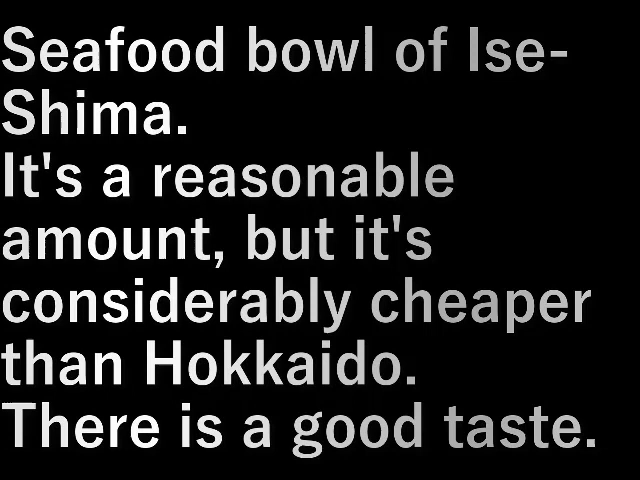 Seafood bowl of Ise-
Shima.
It's a reasonable
amount, but it's
considerably cheaper
than Hokkaido.
There is a good taste.